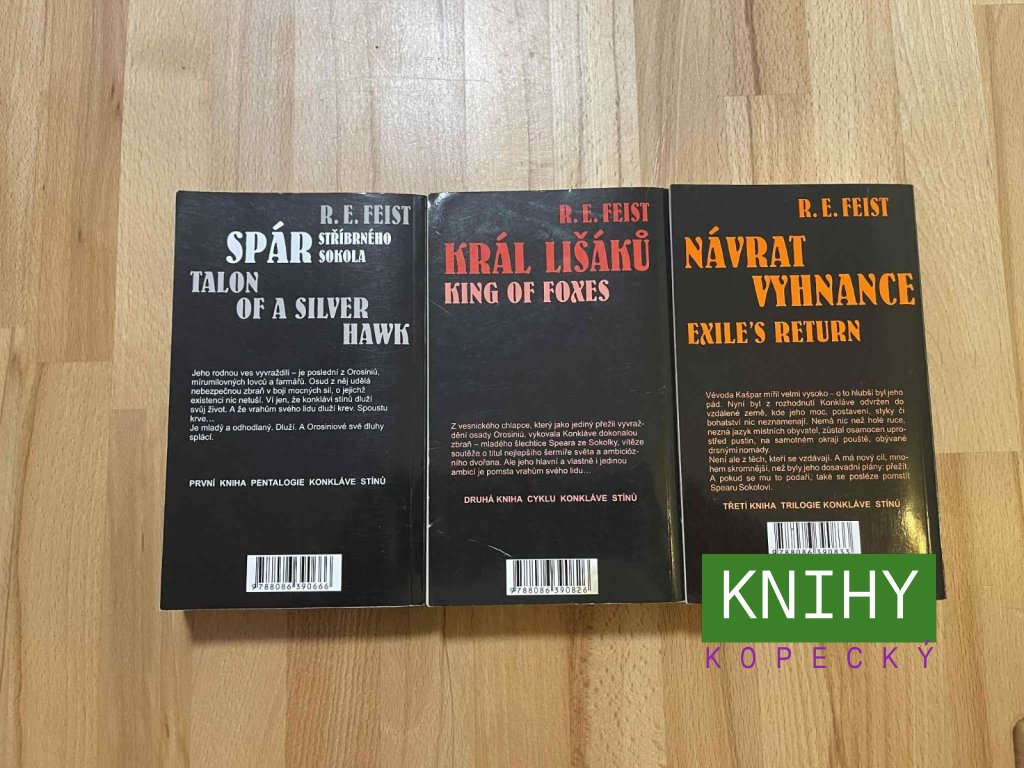 R. E. FEIST
SPÁR STŘÍBRNÉHO
SOKOLA
TALON
OF A SILVER
HAWK
Jeho rodnou ves vyvraždili – je poslední z Orosiniů,
mírumilovných lovců a farmářů. Osud z něj udělá
nebezpečnou zbraň v boji mocných sil, o jejichž
existenci nic netuší. Ví jen, že konklávi stínů dluží
svůj život. A že vrahům svého lidu dluží krev. Spoustu
krve...
Je mladý a odhodlaný. Dluží. A Orosiniové své dluhy
splácí.
PRVNÍ KNIHA PENTALOGIE KONKLÁVE STÍNŮ
9788086390666
R. E. FEIST
KRÁL LIŠÁKŮ
KING OF FOXES
Z vesnického chlapce, který jako jediný přežil vyvraž-
dění osady Orosiniů, vykovala Konkláve dokonalou
zbraň – mladého šlechtice Speara ze Sokolky, vítěze
soutěže o titul nejlepšího šermíře světa a ambicióz-
ního dvořana. Ale jeho hlavní a vlastně i jedinou
ambicí je pomsta vrahům svého lidu...
DRUHÁ KNIHA CYKLU KONKLÁVE STÍNŮ
9788086390826
R. E. FEIST
NÁVRAT
VYHNANCE
EXILE'S RETURN
Vévoda Kašpar mířil velmi vysoko – o to hlubší byl jeho
pád. Nyní byl z rozhodnutí Konkláve odvržen do
vzdálené země, kde jeho moc, postavení, styky či
bohatství nic neznamenají. Nemá nic než holé ruce,
nezná jazyk místních obyvatel, zůstal osamocen upro-
střed pustin, na samotném okraji pouště, obývané
drsnými nomády.
Není ale z těch, kteří se vzdávají. A má nový cíl, mno-
hem skromnější, než byly jeho dosavadní plány: přežít.
A pokud se mu to podaří, také se posléze pomstít
Spearu Sokolovi.
TŘETÍ KNIHA TRILOGIE KONKLÁVE STÍNŮ
9788086390833
KNIHY
KOPECKÝ